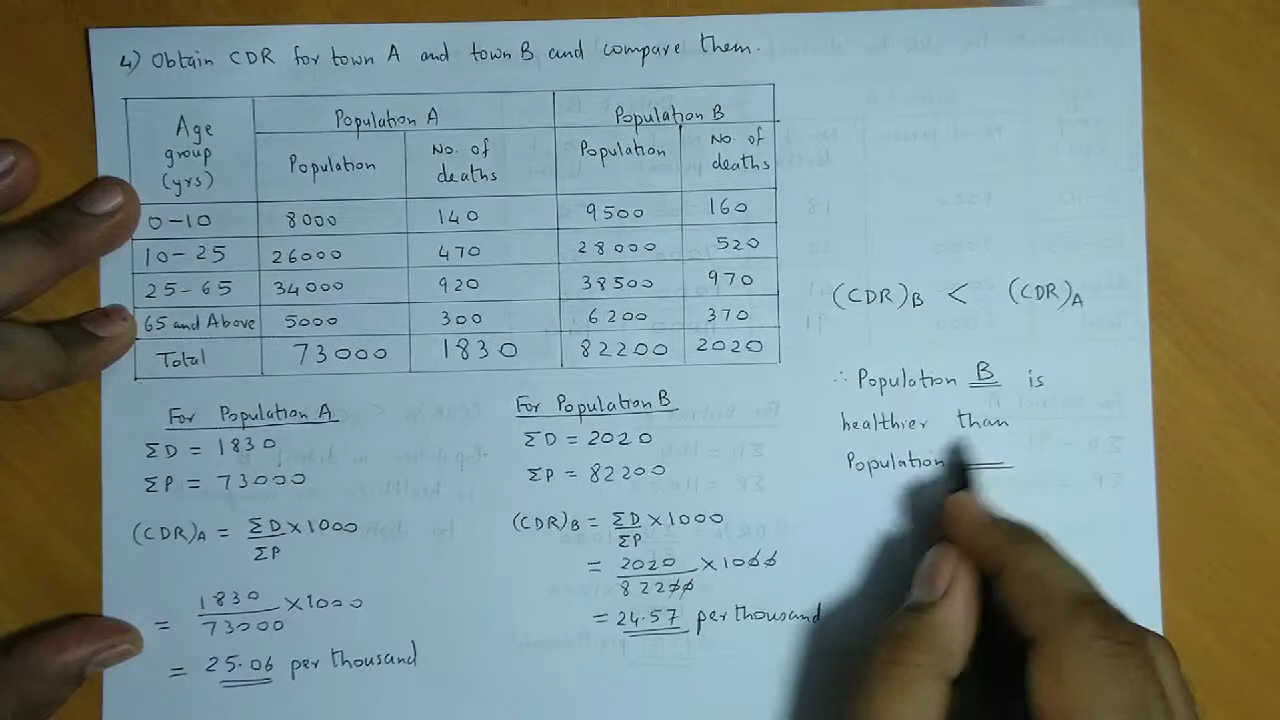 4) Obtain CDR for town A and town B and compare them.
Age group (yrs) Population A Population B
Population No. of deaths Population No. of deaths
0-10 8000 140 9500 160
10-25 26000 470 28000 520
25-65 34000 920 38500 970
65 and Above 5000 300 6200 370
Total 73000 1830 82200 2020
For Population A
ΣD = 1830
ΣP = 73000
(CDR)A = ΣD/ΣP × 1000
= 1830/73000 × 1000
= 25.06 per thousand
For Population B
ΣD = 2020
ΣP = 82200
(CDR)B = ΣD/ΣP × 1000
= 2020/82200 × 1000
= 24.57 per thousand
(CDR)B < (CDR)A
∴ Population B is
healthier than
Population